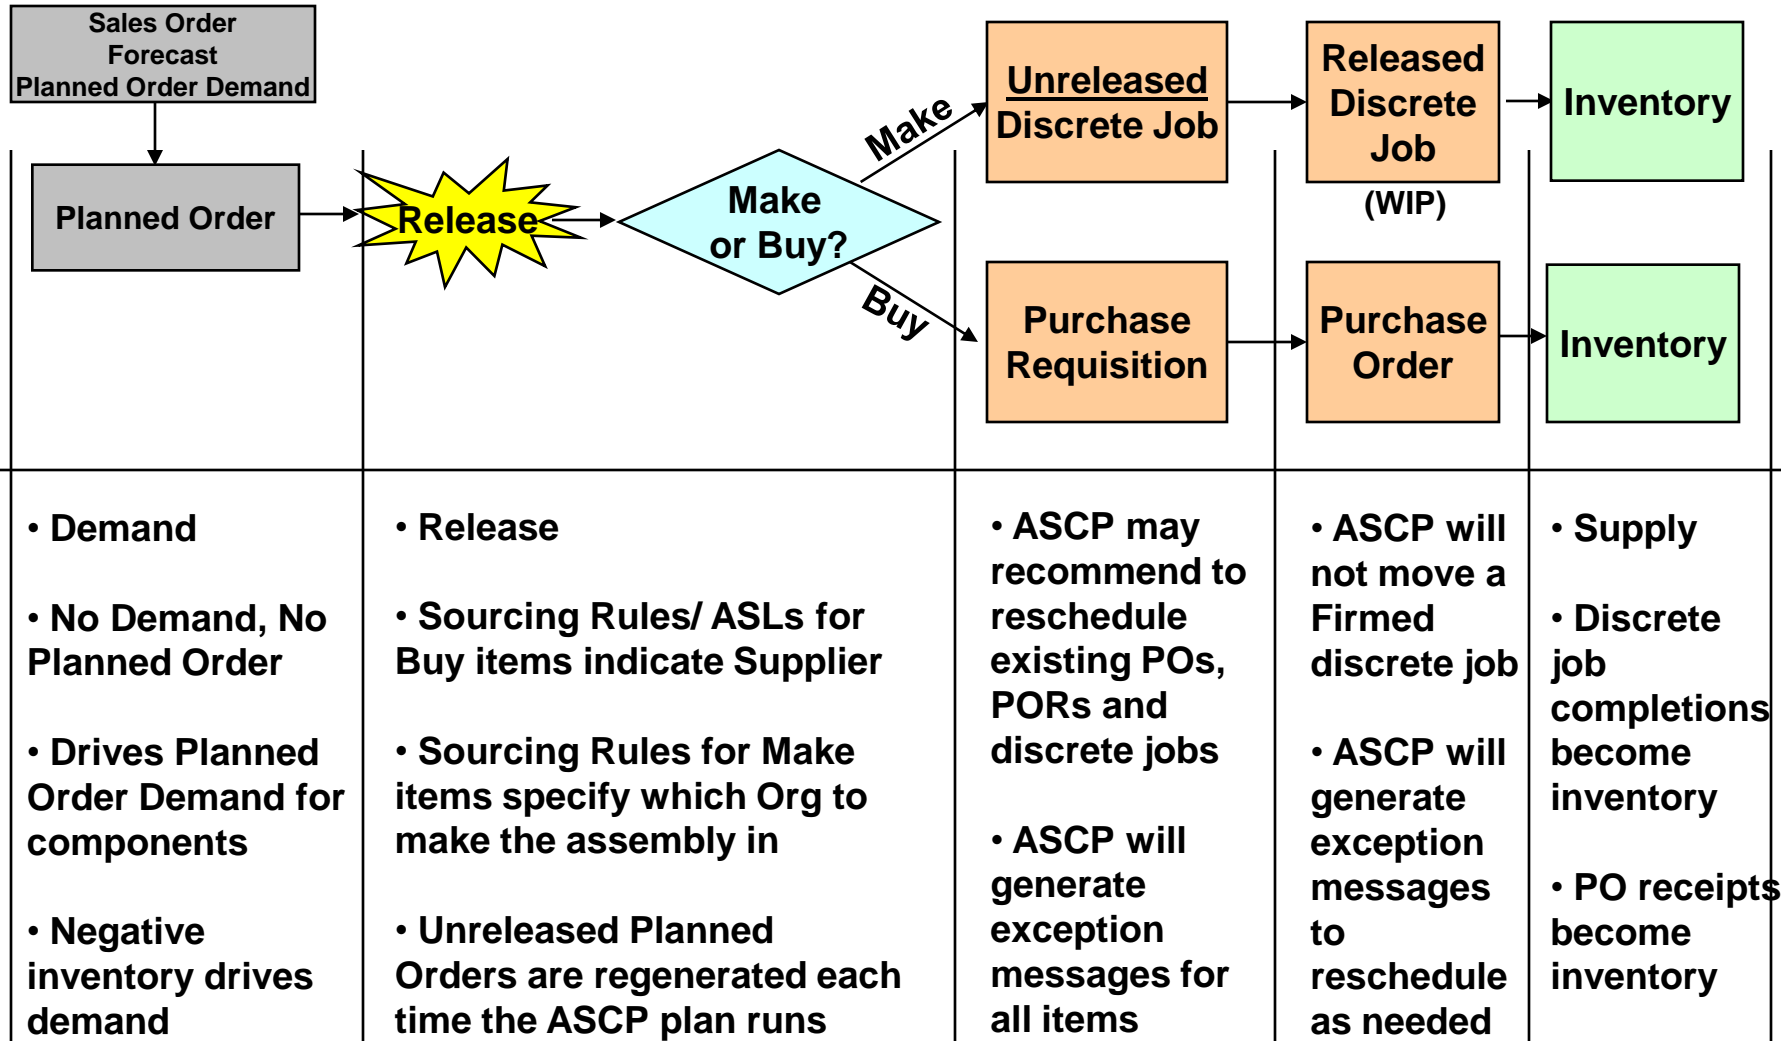 Sales Order
Forecast
Planned Order Demand
Planned Order
Release
Make
or Buy?
Make
Buy
Unreleased
Discrete Job
Released
Discrete
Job
(WIP)
Inventory
Purchase
Requisition
Purchase
Order
Inventory
• Demand
• No Demand, No
Planned Order
• Drives Planned
Order Demand for
components
• Negative
inventory drives
demand
• Release
• Sourcing Rules/ ASLs for
Buy items indicate Supplier
• Sourcing Rules for Make
items specify which Org to
make the assembly in
• Unreleased Planned
Orders are regenerated each
time the ASCP plan runs
• ASCP may
recommend to
reschedule
existing POs,
PORs and
discrete jobs
• ASCP will
generate
exception
messages for
all items
• ASCP will
not move a
Firmed
discrete job
• ASCP will
generate
exception
messages
to
reschedule
as needed
• Supply
• Discrete
job
completions
become
inventory
• PO receipts
become
inventory